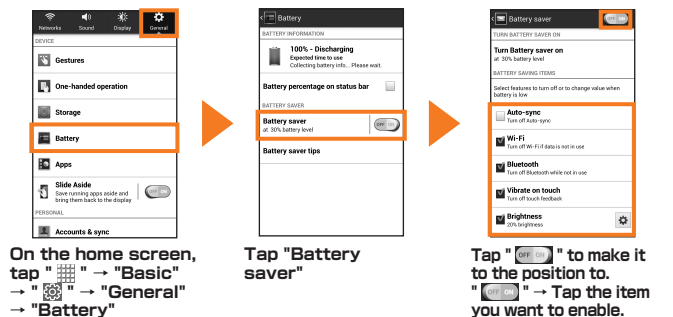 Networks Sound Display General
DEVICE
Gestures
One-handed operation
Storage
Battery
Apps
Slide Aside
Save running apps aside and
bring them back to the display
OFF ON
PERSONAL
Accounts & sync
On the home screen,
tap " " → "Basic"
→ " " → "General"
→ "Battery"
Battery
BATTERY INFORMATION
100% - Discharging
Expected time to use
Collecting battery info... Please wait.
Battery percentage on status bar
BATTERY SAVER
Battery saver
at 30% battery level
OFF ON
Battery saver tips
Tap "Battery
saver"
Battery saver
OFF ON
TURN BATTERY SAVER ON
Turn Battery saver on
at 30% battery level
BATTERY SAVING ITEMS
Select features to turn off or to change value when
battery is low
Auto-sync
Turn off Auto-sync
Wi-Fi
Turn off Wi-Fi if data is not in use
Bluetooth
Turn off Bluetooth while not in use
Vibrate on touch
Turn off touch feedback
Brightness
20% brightness
Tap " OFF ON " to make it
to the position to.
" OFF ON " → Tap the item
you want to enable.